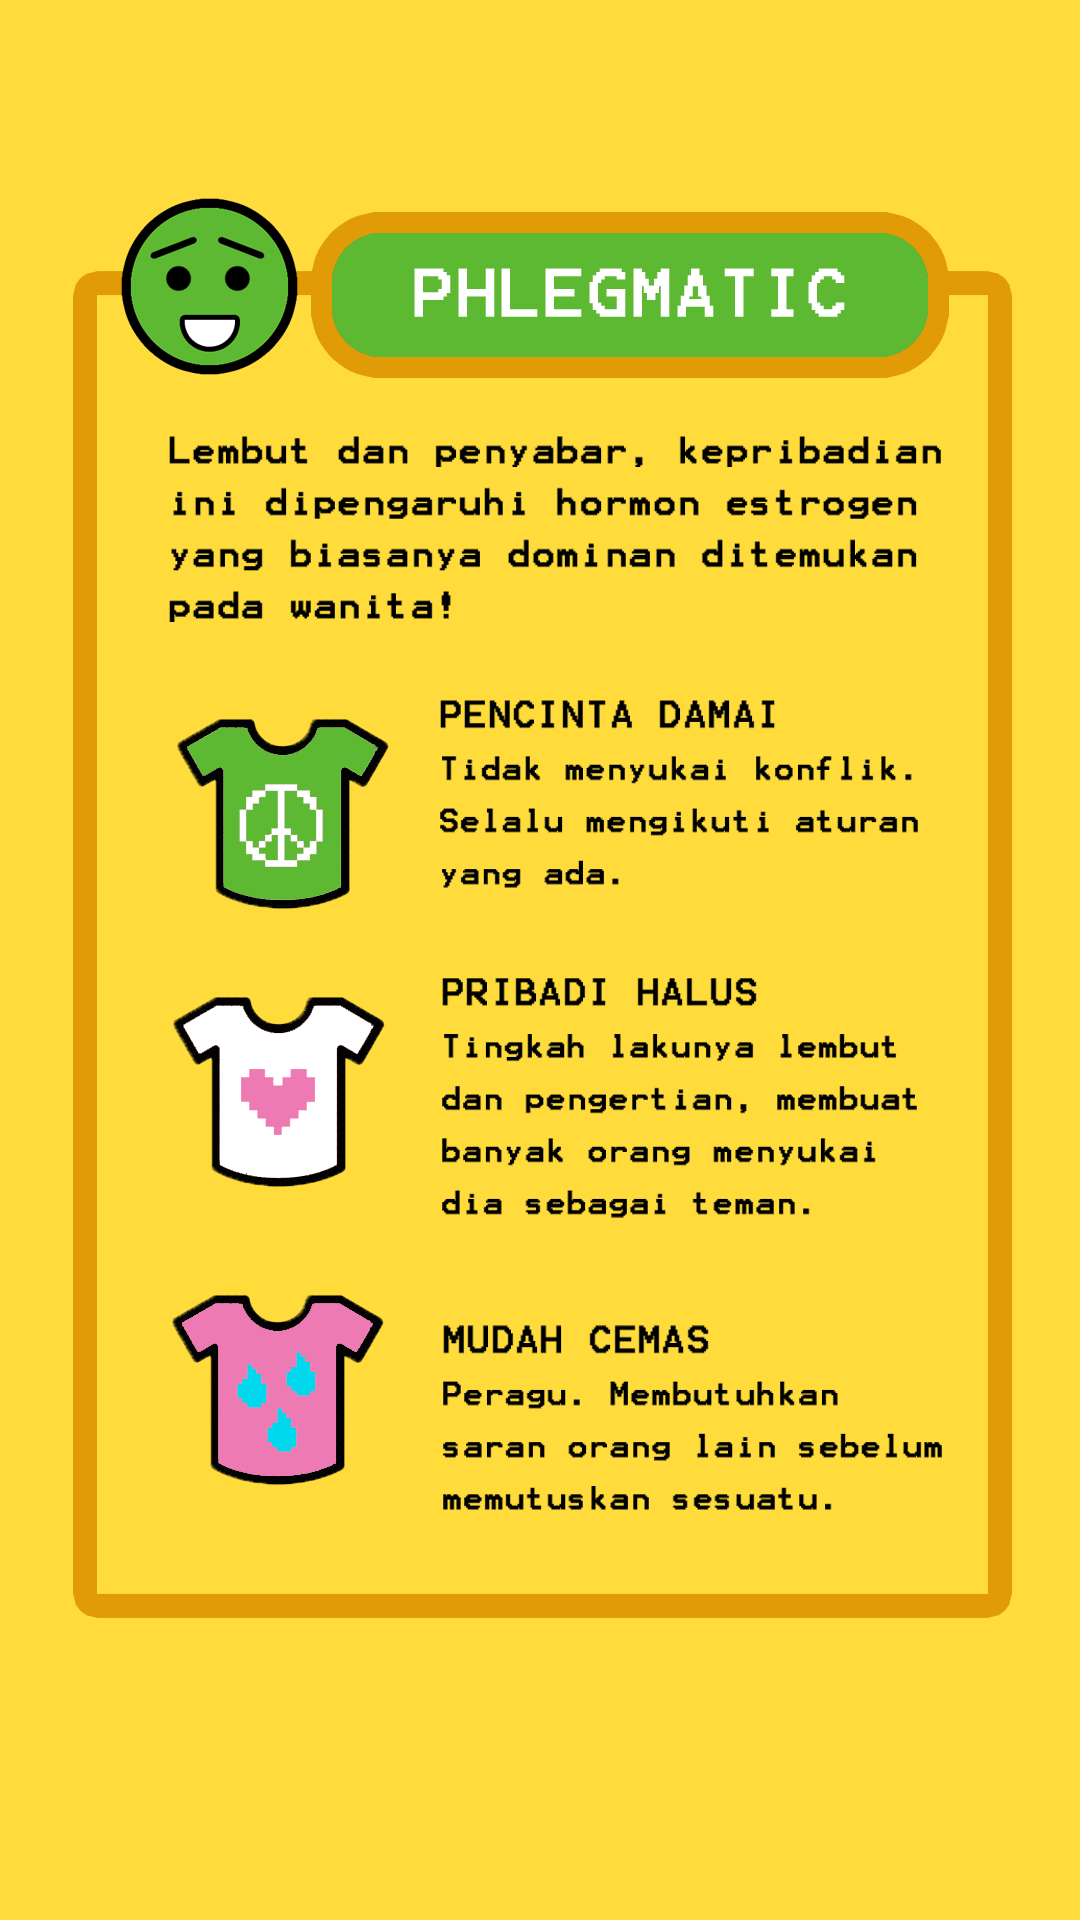 PHLEGMATIC
Lembut dan penyabar, kepribadian
ini dipengaruhi hormon estrogen
yang biasanya dominan ditemukan
pada wanita!
PENCINTA DAMAI
Tidak menyukai konflik.
Selalu mengikuti aturan
yang ada.
PRIBADI HALUS
Tingkah lakunya lembut
dan pengertian, membuat
banyak orang menyukai
dia sebagai teman.
MUDAH CEMAS
Peragu. Membutuhkan
saran orang lain sebelum
memutuskan sesuatu.